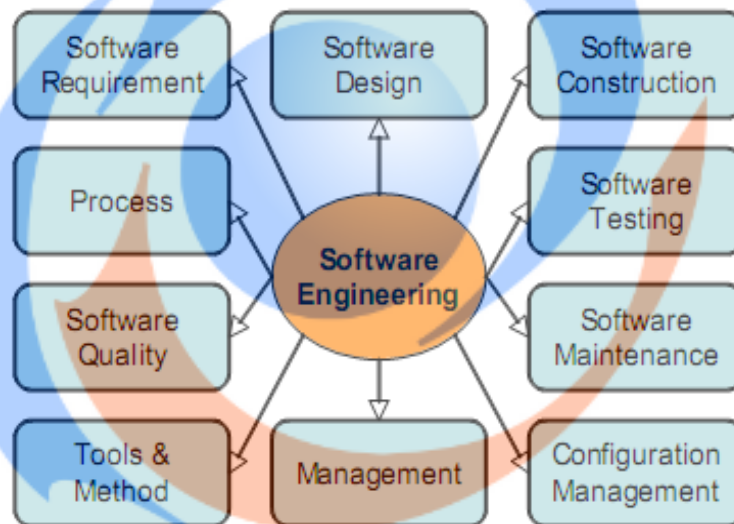 Software
Requirement
Software
Design
Software
Construction
Process
Software
Engineering
Software
Testing
Software
Quality
Software
Maintenance
Tools &
Method
Management
Configuration
Management